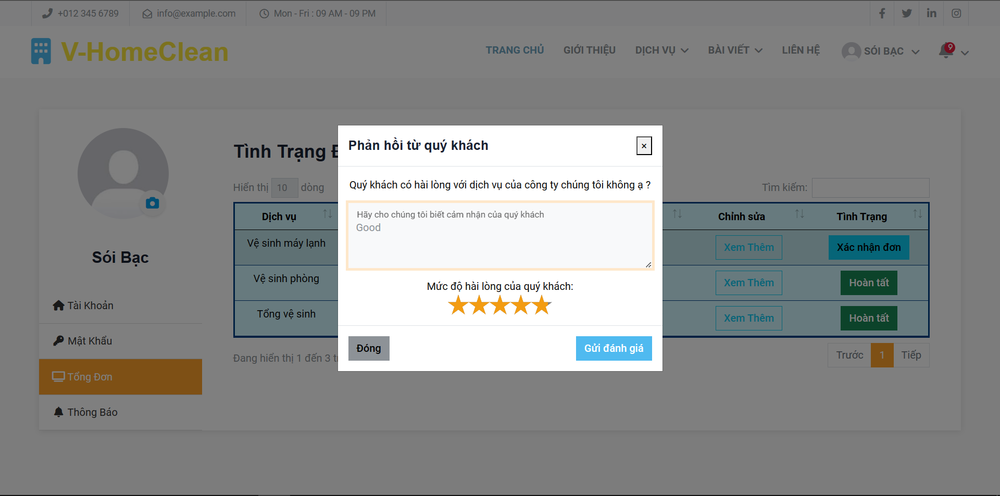 +012 345 6789
info@example.com
Mon - Fri : 09 AM - 09 PM
V-HomeClean
TRANG CHỦ
GIỚI THIỆU
DỊCH VỤ
BÀI VIẾT
LIÊN HỆ
SÓI BẠC
9
Sói Bạc
Tài Khoản
Mật Khẩu
Tổng Đơn
Thông Báo
Tình Trạng
Hiển thị 10 dòng
Tìm kiếm:
Dịch vụ
Chỉnh sửa
Tình Trạng
Vệ sinh máy lạnh
Xem Thêm
Xác nhận đơn
Vệ sinh phòng
Xem Thêm
Hoàn tất
Tổng vệ sinh
Xem Thêm
Hoàn tất
Đang hiển thị 1 đến 3
Trước
1
Tiếp
Phản hồi từ quý khách
×
Quý khách có hài lòng với dịch vụ của công ty chúng tôi không ạ ?
Hãy cho chúng tôi biết cảm nhận của quý khách
Good
Mức độ hài lòng của quý khách:
Đóng
Gửi đánh giá